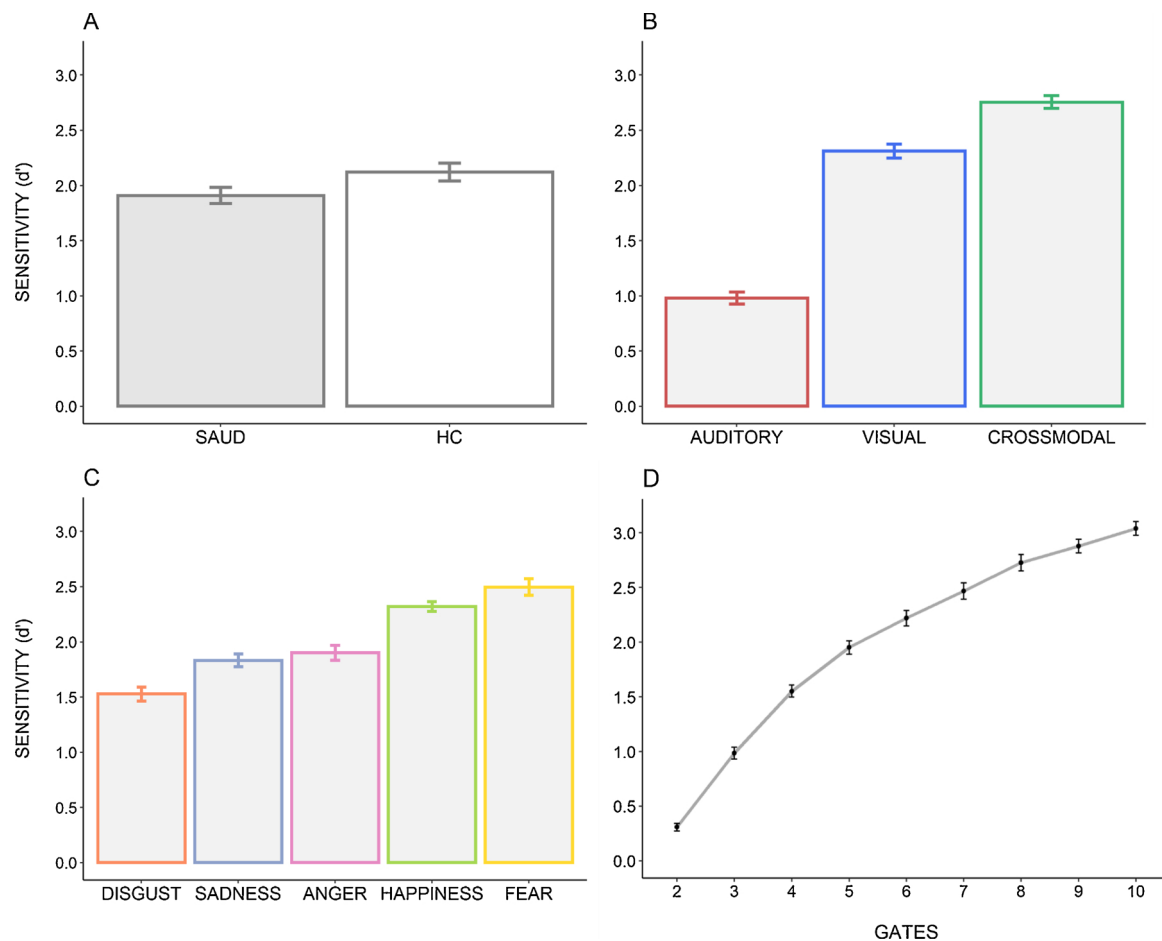 A
SENSITIVITY (d')
3.0
2.5
2.0
1.5
1.0
0.5
0.0
SAUD HC
B
3.0
2.5
2.0
1.5
1.0
0.5
0.0
AUDITORY VISUAL CROSSMODAL
C
SENSITIVITY (d')
3.0
2.5
2.0
1.5
1.0
0.5
0.0
DISGUST SADNESS ANGER HAPPINESS FEAR
D
3.0
2.5
2.0
1.5
1.0
0.5
0.0
2 3 4 5 6 7 8 9 10
GATES